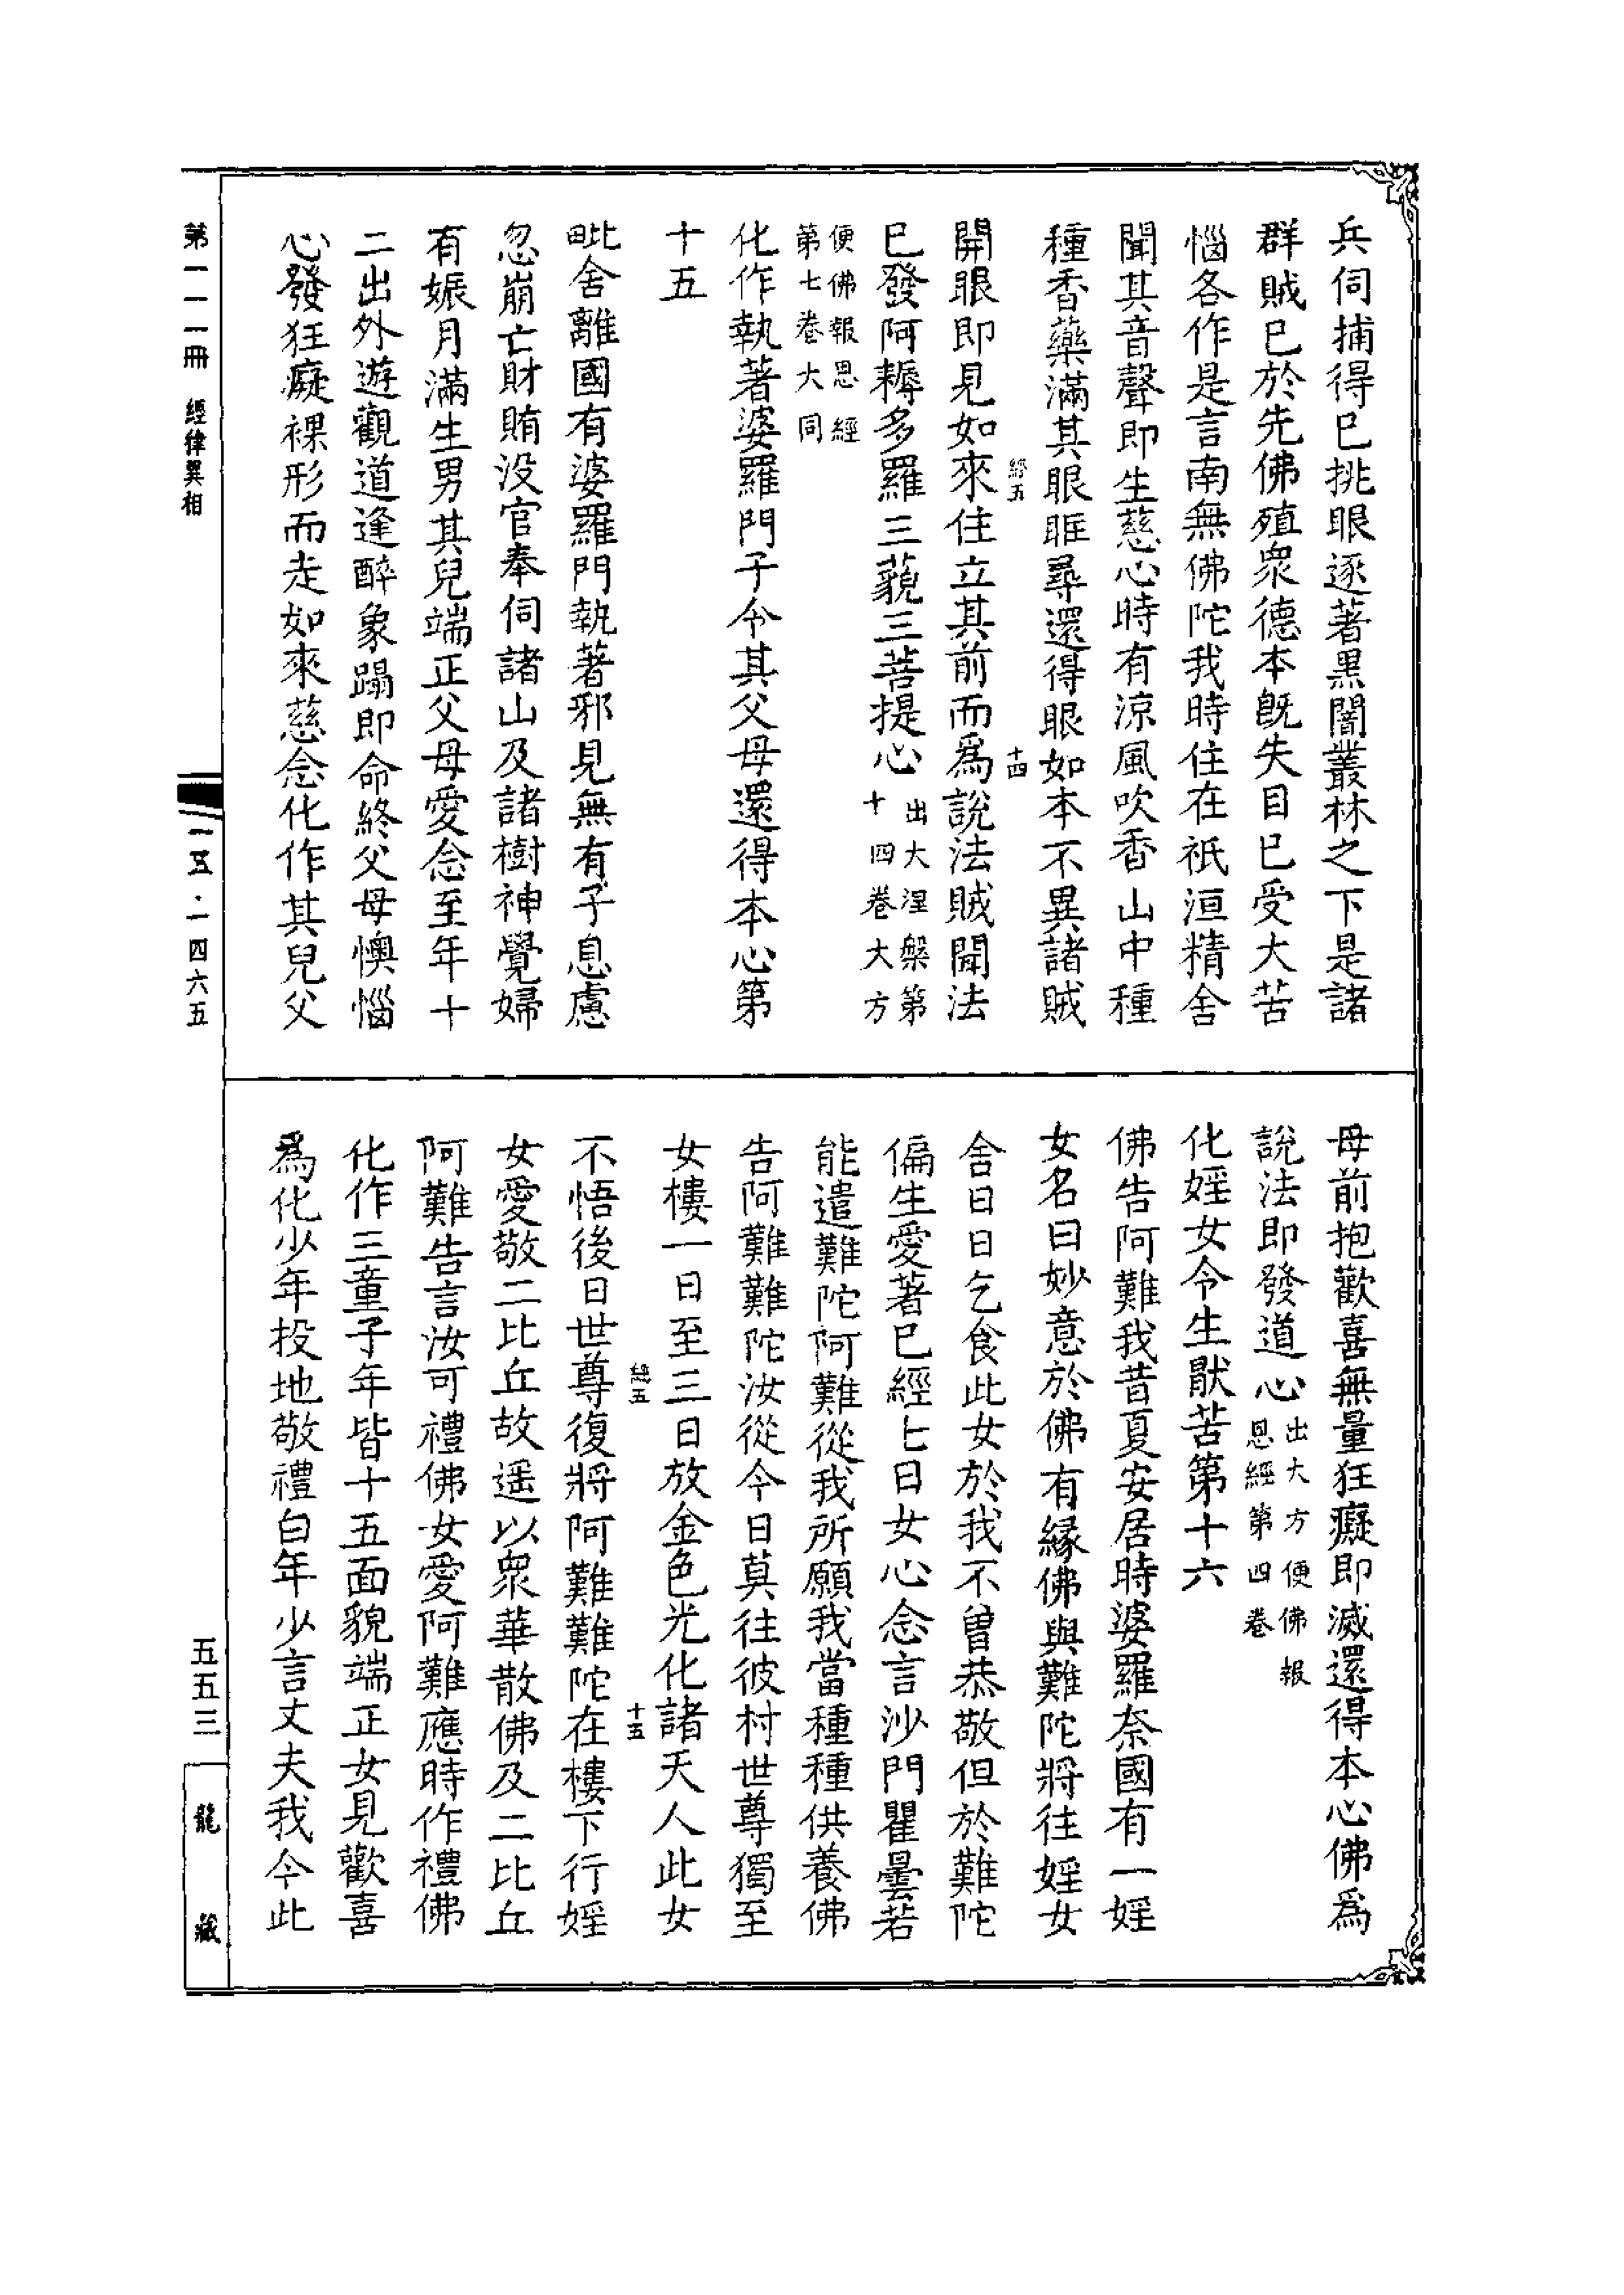 兵伺捕得已挑眼逐著黑闇叢林之下是諸
群賊已於先佛殖衆德本旣失目已受大苦
惱各作是言南無佛陀我時住在祇洹精舍
聞其音聲即生慈心時有涼風吹香山中種
種香藥滿其眼眶尋還得眼如本不異諸賊
十四
開眼即見如來住立其前而爲說法賊聞法
已發阿耨多羅三藐三菩提心出大涅槃第
十四卷大方
便佛報恩經
第七卷大同
化作執著婆羅門子令其父母還得本心第
十五
毗舍離國有婆羅門執著邪見無有子息慮
忽崩亡財賄没官奉伺諸山及諸樹神覺婦
有娠月滿生男其兒端正父母愛念至年十
二出外遊觀道逢醉象蹋即命終父母懊惱
心發狂癡裸形而走如來慈念化作其兒父
母前抱歡喜無量狂癡即滅還得本心佛爲
說法即發道心出大方便佛報
恩經第四卷
化婬女令生猒苦第十六
佛告阿難我昔夏安居時婆羅奈國有一婬
女名曰妙意於佛有緣佛與難陀將往婬女
舍日日乞食此女於我不曾恭敬但於難陀
偏生愛著已經七日女心念言沙門瞿曇若
能遣難陀阿難從我所願我當種種供養佛
告阿難難陀汝從今日莫往彼村世尊獨至
女樓一日至三日放金色光化諸天人此女
十五
不悟後日世尊復將阿難難陀在樓下行婬
女愛敬二比丘故遥以衆華散佛及二比丘
阿難告言汝可禮佛女愛阿難應時作禮佛
化作三童子年皆十五面貌端正女見歡喜
爲化少年投地敬禮白年少言丈夫我今此
第一一一冊 經律異相
一五·一四六五
五五三
龍藏